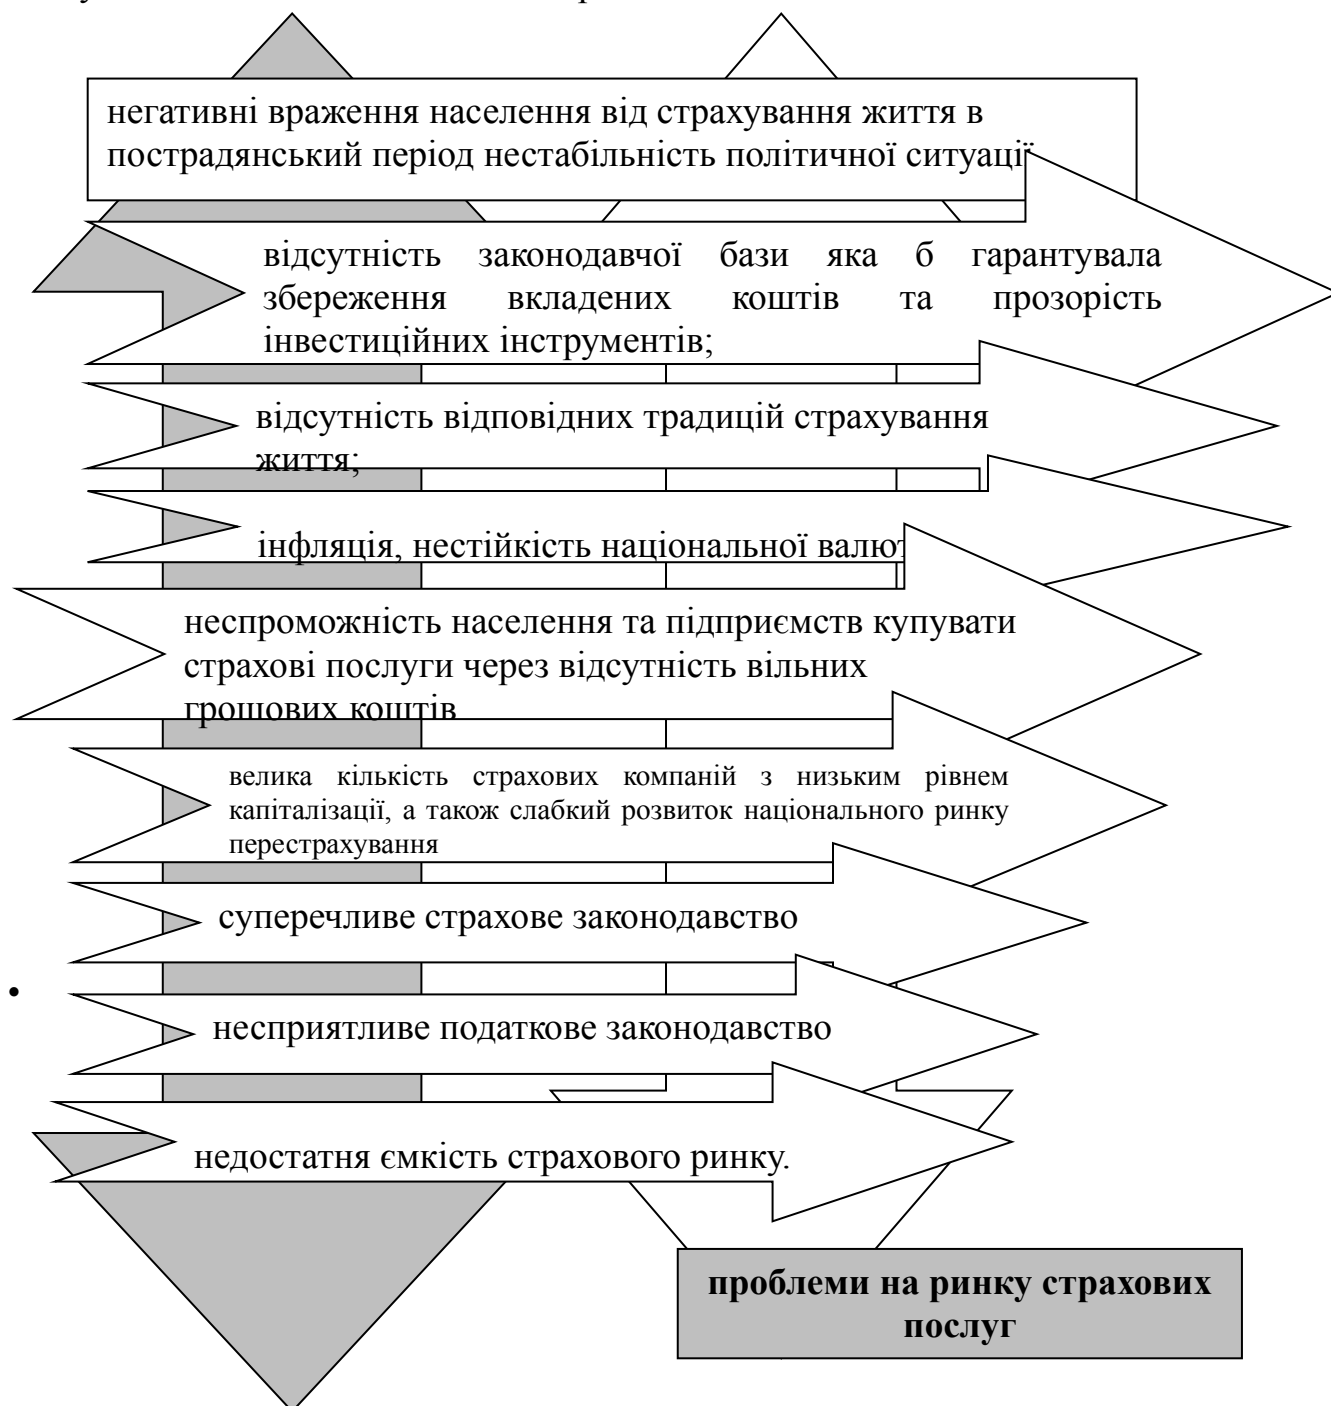 негативні враження населення від страхування життя в
пострадянський період нестабільність політичної ситуації
відсутність законодавчої бази яка б гарантувала
збереження вкладених коштів та прозорість
інвестиційних інструментів;
відсутність відповідних традицій страхування
життя;
інфляція, нестійкість національної
неспроможність населення та підприємств купувати
страхові послуги через відсутність вільних
грошових коштів
велика кількість страхових компаній з низьким рівнем
капіталізації, а також слабкий розвиток національного ринку
перестрахування
суперечливе страхове законодавство
•
несприятливе податкове законодавство
недостатня ємкість страхового ринку.
проблеми на ринку страхових
послуг